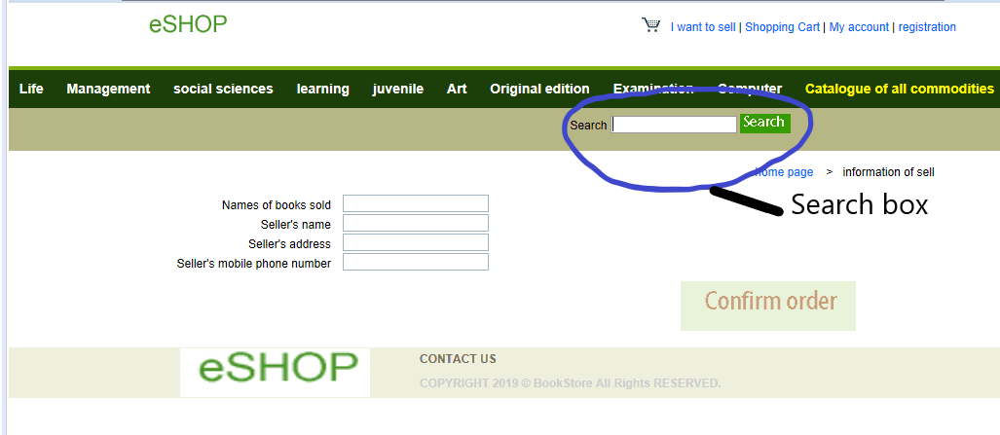 eSHOP
I want to sell | Shopping Cart | My account | registration
Life Management social sciences learning juvenile Art Original edition Examination Computer Catalogue of all commodities
Search Search
home page > information of sell
Names of books sold
Search box
Seller's name
Seller's address
Seller's mobile phone number
Confirm order
eSHOP
CONTACT US
COPYRIGHT 2019 © BookStore All Rights RESERVED.